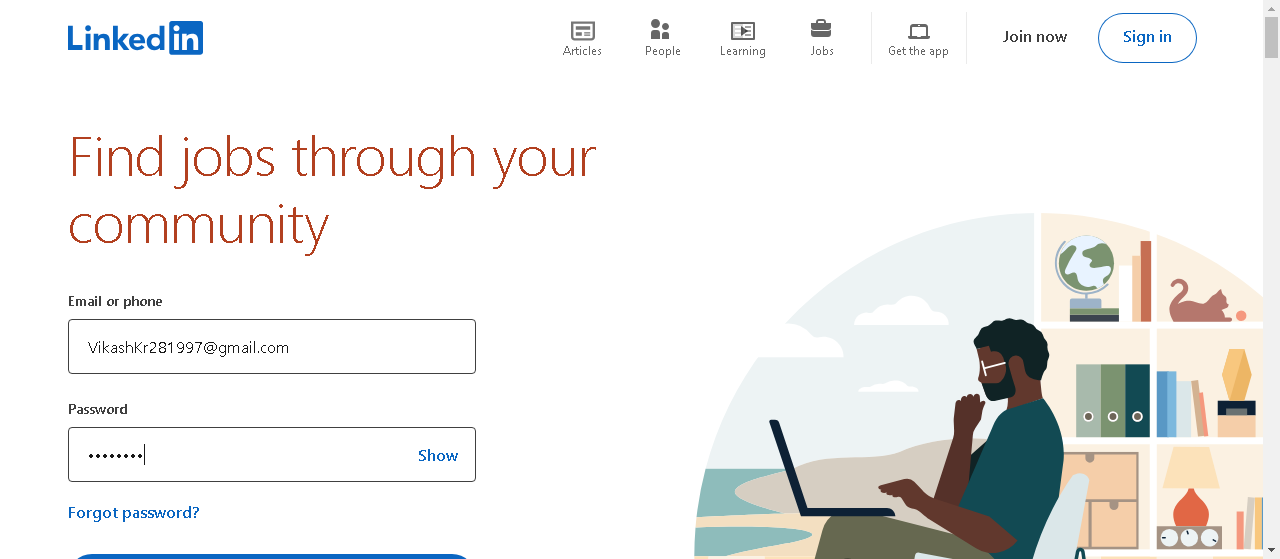 Linked in
Articles
People
Learning
Jobs
Get the app
Join now
Sign in
Find jobs through your
community
Email or phone
VikashKr281997@gmail.com
Password
•••••••• Show
Forgot password?